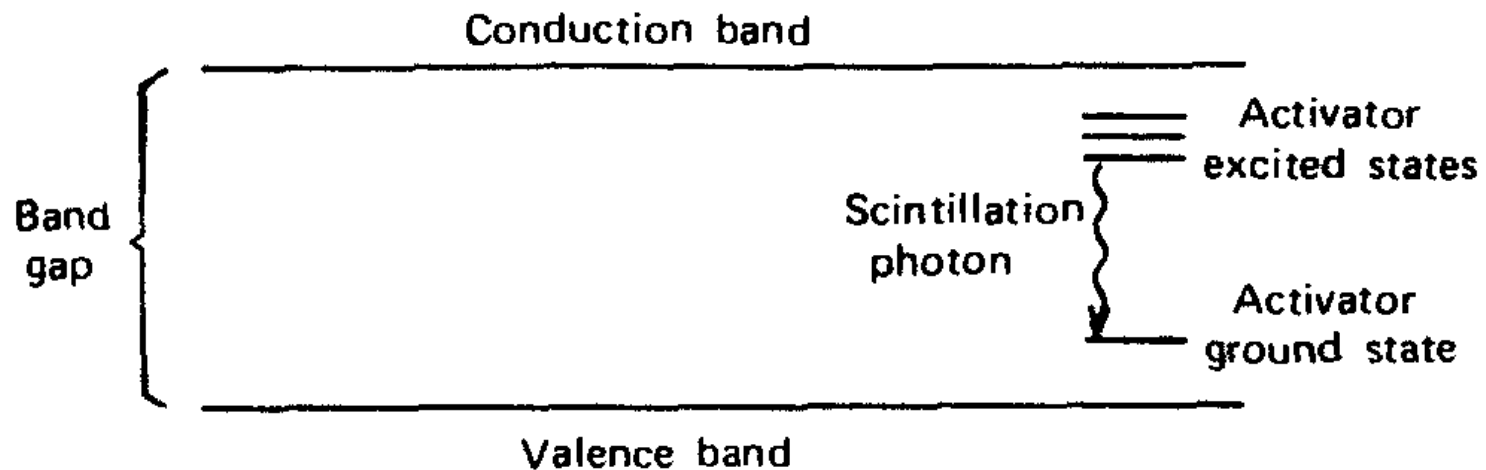 Conduction band
Activator
excited states
Band
gap
Scintillation
photon
Activator
ground state
Valence band